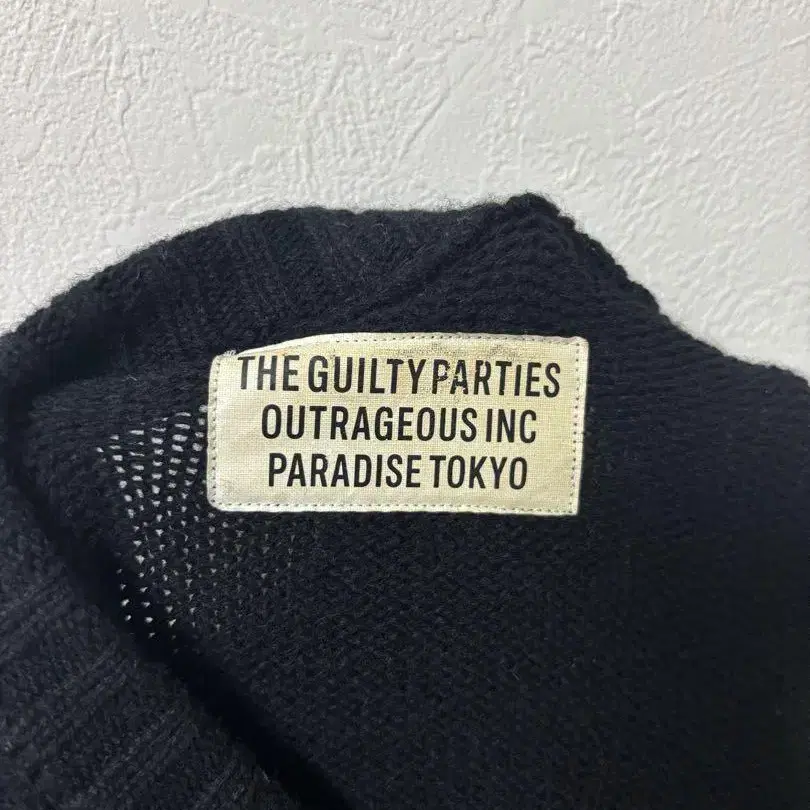 THE GUILTY PARTIES
OUTRAGEOUS INC
PARADISE TOKYO